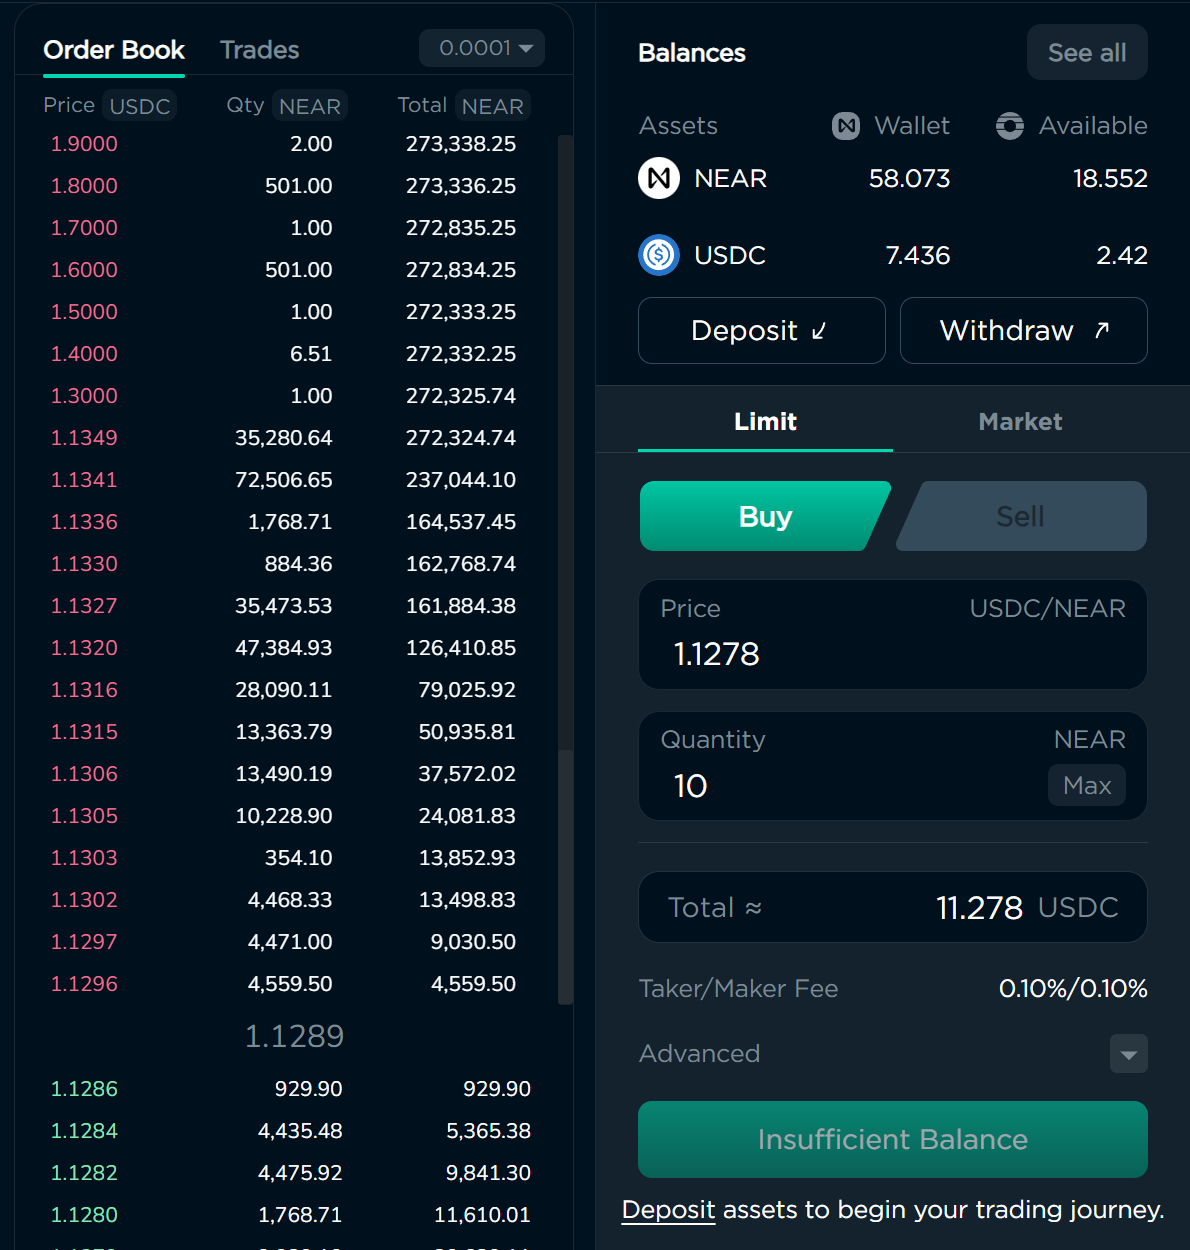 Order Book Trades 0.0001
Price USDC Qty NEAR Total NEAR
1.9000 2.00 273,338.25
1.8000 501.00 273,336.25
1.7000 1.00 272,835.25
1.6000 501.00 272,834.25
1.5000 1.00 272,333.25
1.4000 6.51 272,332.25
1.3000 1.00 272,325.74
1.1349 35,280.64 272,324.74
1.1341 72,506.65 237,044.10
1.1336 1,768.71 164,537.45
1.1330 884.36 162,768.74
1.1327 35,473.53 161,884.38
1.1320 47,384.93 126,410.85
1.1316 28,090.11 79,025.92
1.1315 13,363.79 50,935.81
1.1306 13,490.19 37,572.02
1.1305 10,228.90 24,081.83
1.1303 354.10 13,852.93
1.1302 4,468.33 13,498.83
1.1297 4,471.00 9,030.50
1.1296 4,559.50 4,559.50
1.1289
1.1286 929.90 929.90
1.1284 4,435.48 5,365.38
1.1282 4,475.92 9,841.30
1.1280 1,768.71 11,610.01
Balances See all
Assets Wallet Available
NEAR 58.073 18.552
USDC 7.436 2.42
Deposit Withdraw
Limit Market
Buy Sell
Price USDC/NEAR
1.1278
Quantity NEAR
10 Max
Total ≈ 11.278 USDC
Taker/Maker Fee 0.10%/0.10%
Advanced
Insufficient Balance
Deposit assets to begin your trading journey.